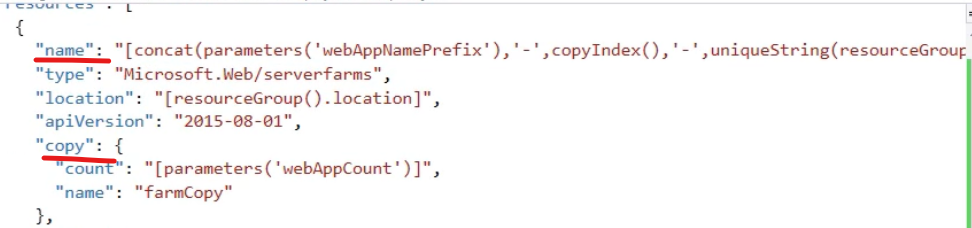 resources : [
{
"name": "[concat(parameters('webAppNamePrefix'),'-',copyIndex(),'-',uniqueString(resourceGroup
"type": "Microsoft.Web/serverfarms",
"location": "[resourceGroup().location]",
"apiVersion": "2015-08-01",
"copy": {
"count": "[parameters('webAppCount')]",
"name": "farmCopy"
},